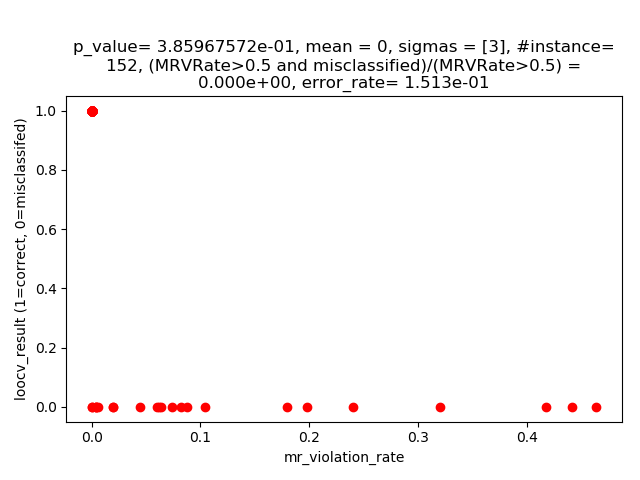 p_value= 3.85967572e-01, mean = 0, sigmas = [3], #instance=
152, (MRVRate>0.5 and misclassified)/(MRVRate>0.5) =
0.000e+00, error_rate= 1.513e-01
1.0
0.8
0.6
0.4
0.2
0.0
loocv_result (1=correct, 0=misclassifed)
0.0 0.1 0.2 0.3 0.4
mr_violation_rate